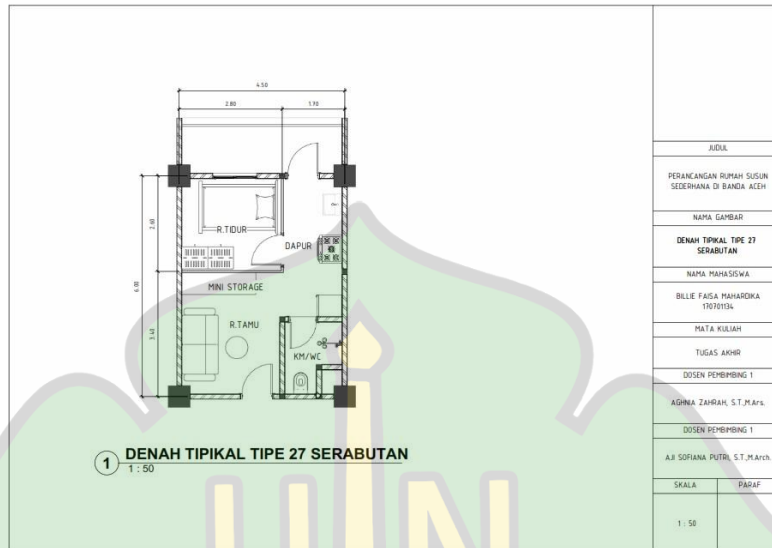 4.50
2.80
1.70
R.TIDUR
DAPUR
2.60
6.00
MINI STORAGE
R.TAMU
3.40
KM/WC
1
DENAH TIPIKAL TIPE 27 SERABUTAN
1 : 50
UIN
JUDUL
PERANCANGAN RUMAH SUSUN
SEDERHANA DI BANDA ACEH
NAMA GAMBAR
DENAH TIPIKAL TIPE 27
SERABUTAN
NAMA MAHASISWA
BILLIE FAISA MAHARDIKA
170701134
MATA KULIAH
TUGAS AKHIR
DOSEN PEMBIMBING 1
AGHNIA ZAHRAH, S.T.,M.Ars.
DOSEN PEMBIMBING 1
AJI SOFIANA PUTRI, S.T.,M.Arch.
SKALA
PARAF
1 : 50